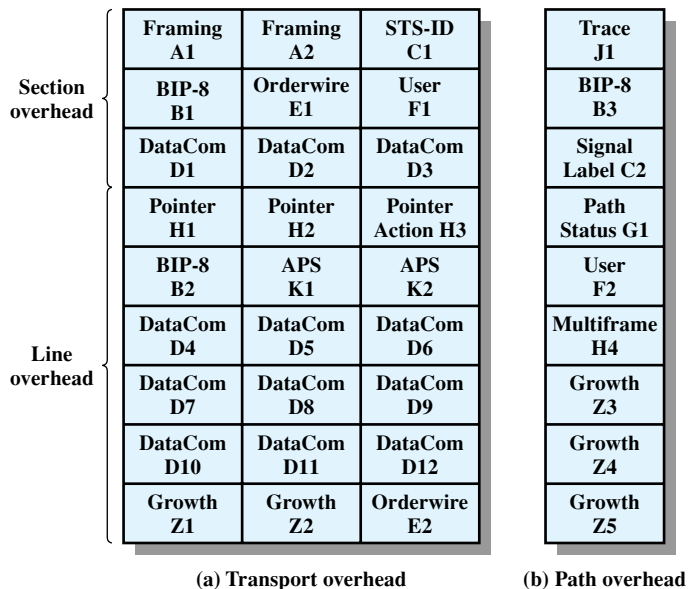 Section
overhead
Line
overhead
Framing
A1
Framing
A2
STS-ID
C1
BIP-8
B1
Orderwire
E1
User
F1
DataCom
D1
DataCom
D2
DataCom
D3
Pointer
H1
Pointer
H2
Pointer
Action H3
BIP-8
B2
APS
K1
APS
K2
DataCom
D4
DataCom
D5
DataCom
D6
DataCom
D7
DataCom
D8
DataCom
D9
DataCom
D10
DataCom
D11
DataCom
D12
Growth
Z1
Growth
Z2
Orderwire
E2
(a) Transport overhead
Trace
J1
BIP-8
B3
Signal
Label C2
Path
Status G1
User
F2
Multiframe
H4
Growth
Z3
Growth
Z4
Growth
Z5
(b) Path overhead